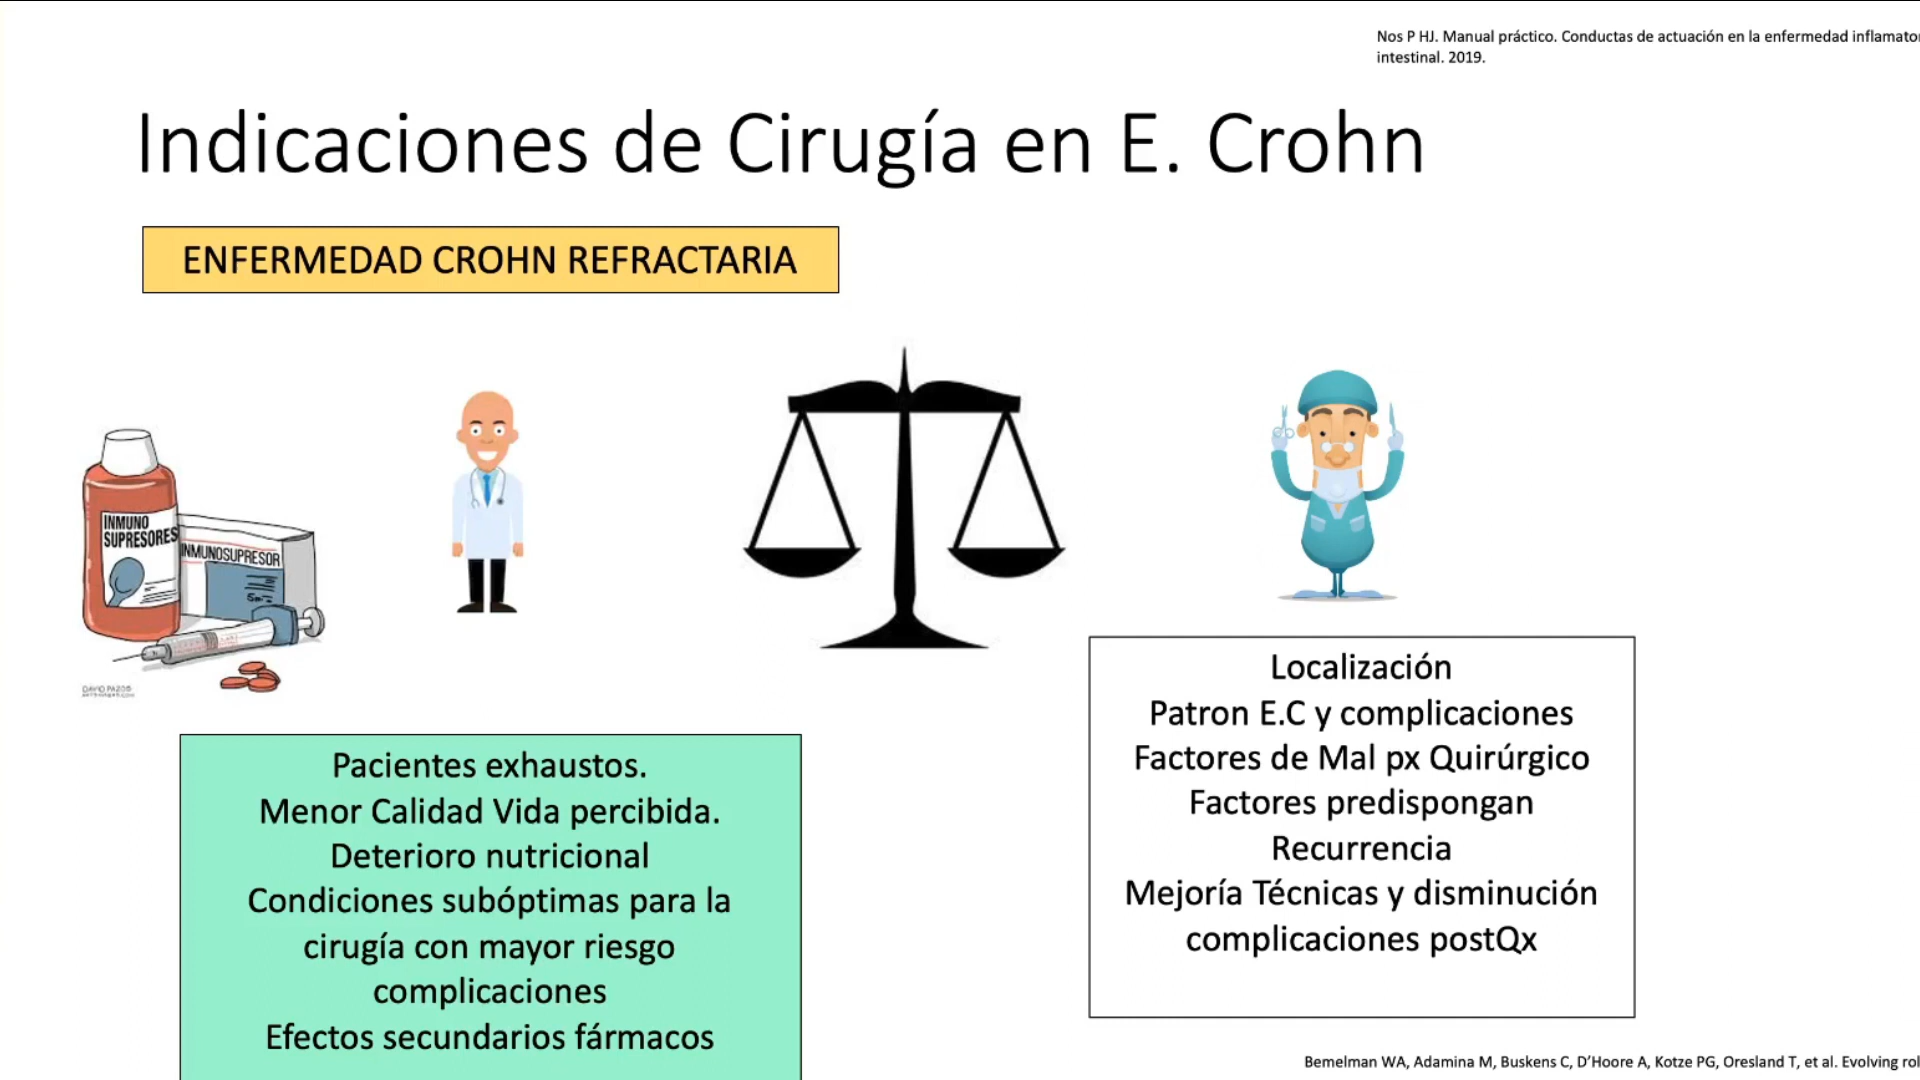 Nos P HJ. Manual práctico. Conductas de actuación en la enfermedad inflamato
intestinal. 2019.
Indicaciones de Cirugía en E. Crohn
ENFERMEDAD CROHN REFRACTARIA
INMUNO
SUPRESORES
INMUNOSUPRESOR
DAVID PAZOS
Pacientes exhaustos.
Menor Calidad Vida percibida.
Deterioro nutricional
Condiciones subóptimas para la
cirugía con mayor riesgo
complicaciones
Efectos secundarios fármacos
Localización
Patron E.C y complicaciones
Factores de Mal px Quirúrgico
Factores predispongan
Recurrencia
Mejoría Técnicas y disminución
complicaciones postQx
Bemelman WA, Adamina M, Buskens C, D’Hoore A, Kotze PG, Oresland T, et al. Evolving rol